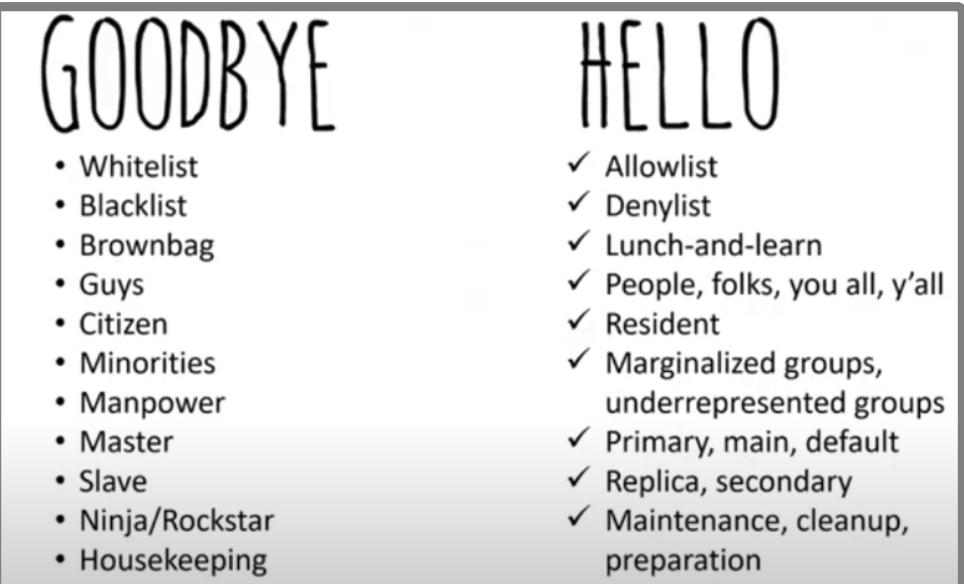 GOODBYE
• Whitelist
• Blacklist
• Brownbag
• Guys
• Citizen
• Minorities
• Manpower
• Master
• Slave
• Ninja/Rockstar
• Housekeeping
HELLO
✓ Allowlist
✓ Denylist
✓ Lunch-and-learn
✓ People, folks, you all, y’all
✓ Resident
✓ Marginalized groups,
underrepresented groups
✓ Primary, main, default
✓ Replica, secondary
✓ Maintenance, cleanup,
preparation